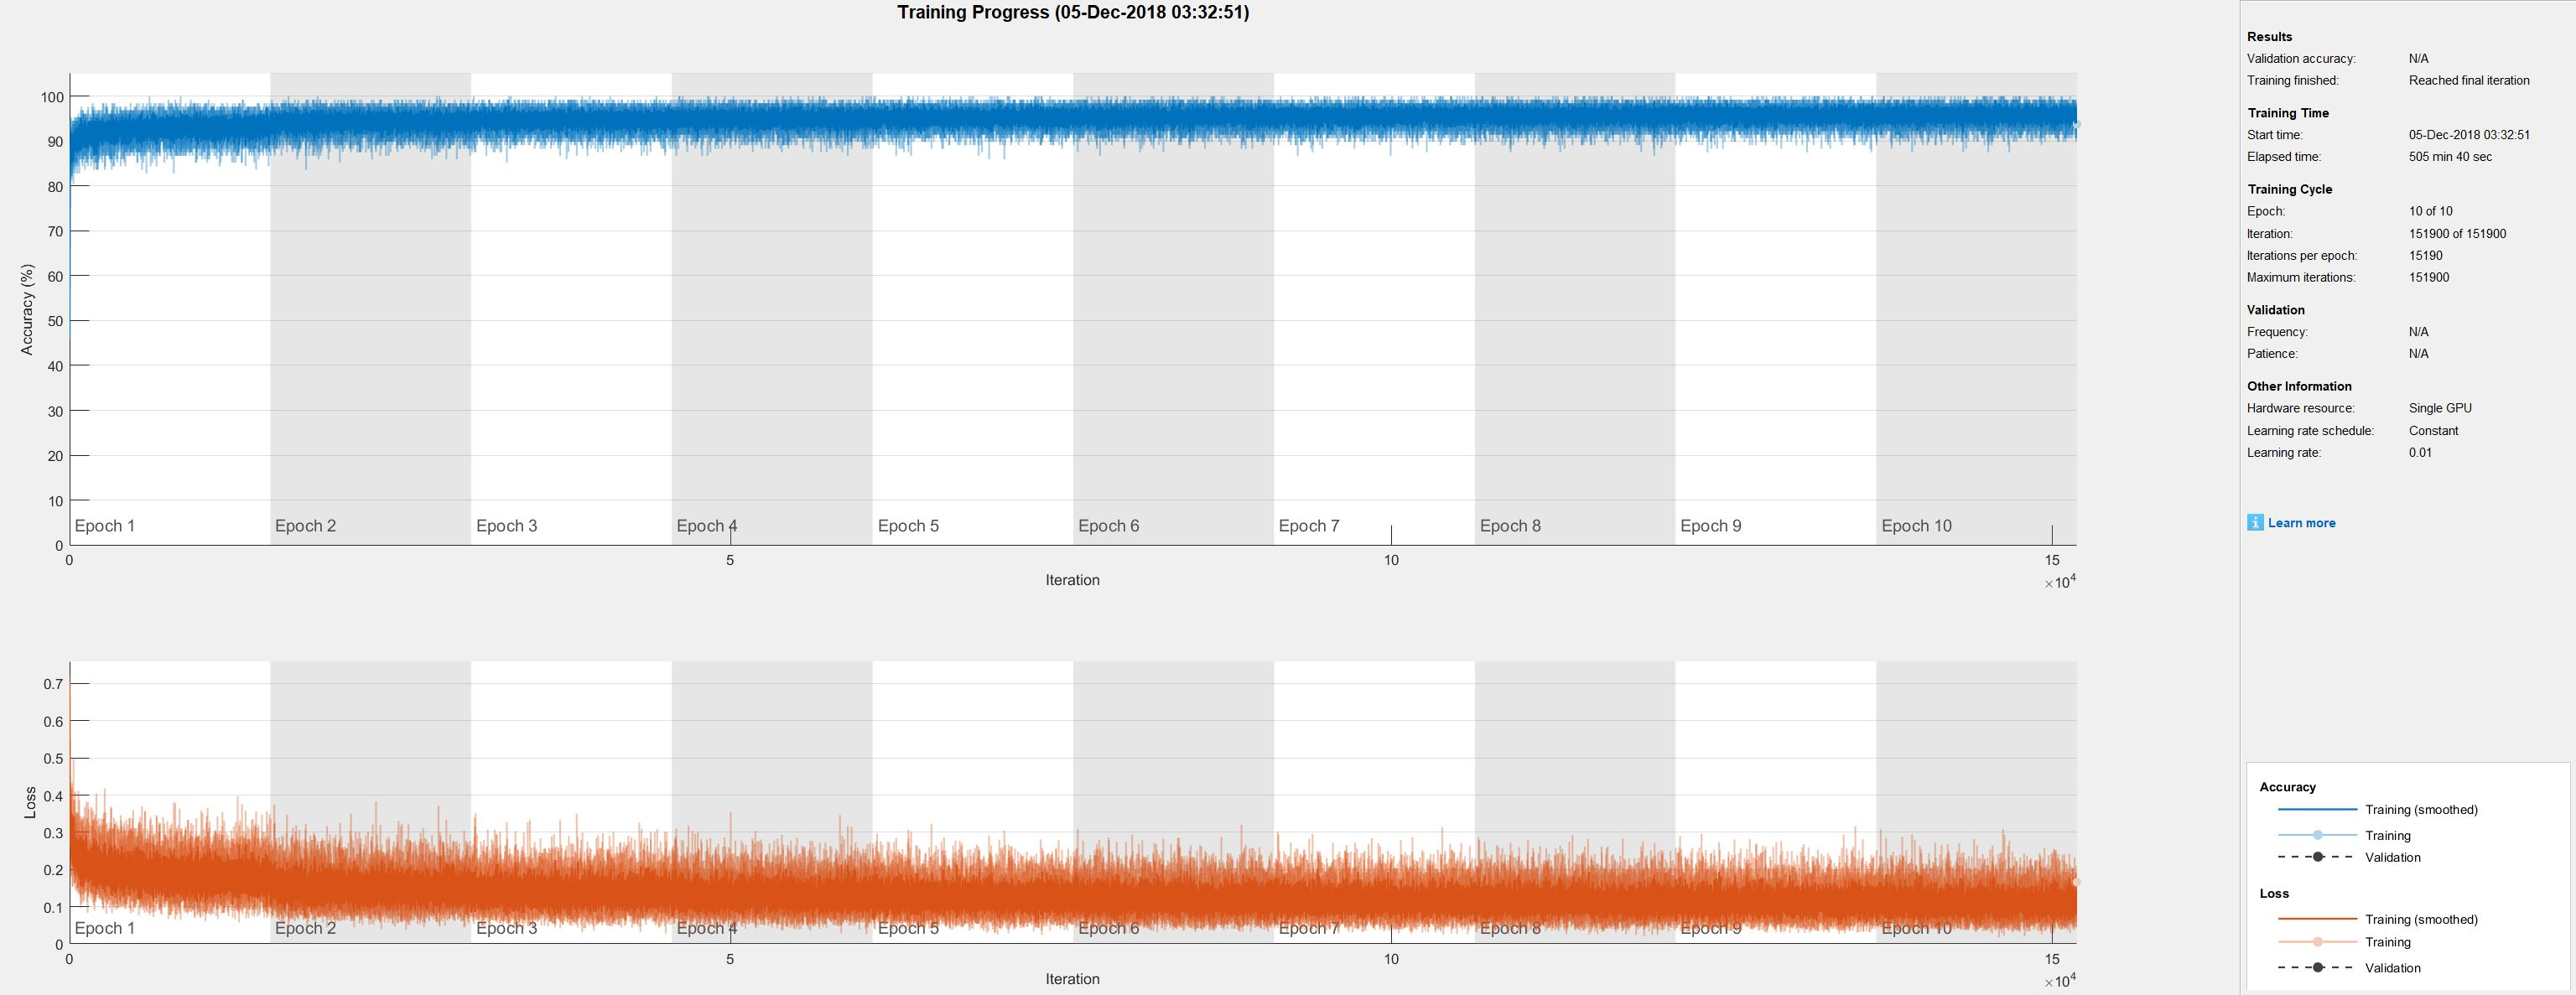 Training Progress (05-Dec-2018 03:32:51)
100
90
80
70
60
50
40
30
20
10
0
Accuracy (%)
Epoch 1 Epoch 2 Epoch 3 Epoch 4 Epoch 5 Epoch 6 Epoch 7 Epoch 8 Epoch 9 Epoch 10
0 5 10 15
Iteration
×10⁴
0.7
0.6
0.5
0.4
0.3
0.2
0.1
0
Loss
Epoch 1 Epoch 2 Epoch 3 Epoch 4 Epoch 5 Epoch 6 Epoch 7 Epoch 8 Epoch 9 Epoch 10
0 5 10 15
Iteration
×10⁴
Results
Validation accuracy: N/A
Training finished: Reached final iteration
Training Time
Start time: 05-Dec-2018 03:32:51
Elapsed time: 505 min 40 sec
Training Cycle
Epoch: 10 of 10
Iteration: 151900 of 151900
Iterations per epoch: 15190
Maximum iterations: 151900
Validation
Frequency: N/A
Patience: N/A
Other Information
Hardware resource: Single GPU
Learning rate schedule: Constant
Learning rate: 0.01
i Learn more
Accuracy
Training (smoothed)
Training
Validation
Loss
Training (smoothed)
Training
Validation